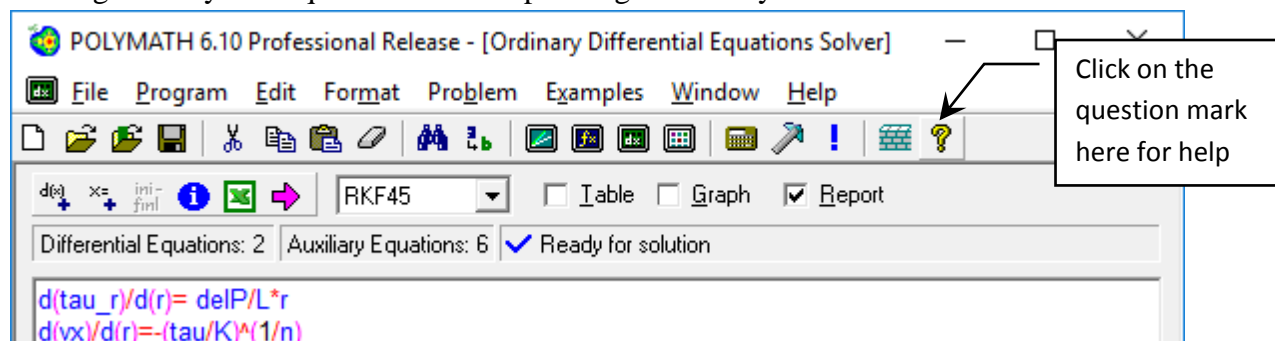 POLYMATH 6.10 Professional Release - [Ordinary Differential Equations Solver]
File Program Edit Format Problem Examples Window Help
Click on the
question mark
here for help
d(x) x= ini- finl RKF45 Table Graph Report
Differential Equations: 2 Auxiliary Equations: 6 Ready for solution
d(tau_r)/d(r)= delP/L*r
d(vx)/d(r)=-(tau/K)^(1/n)